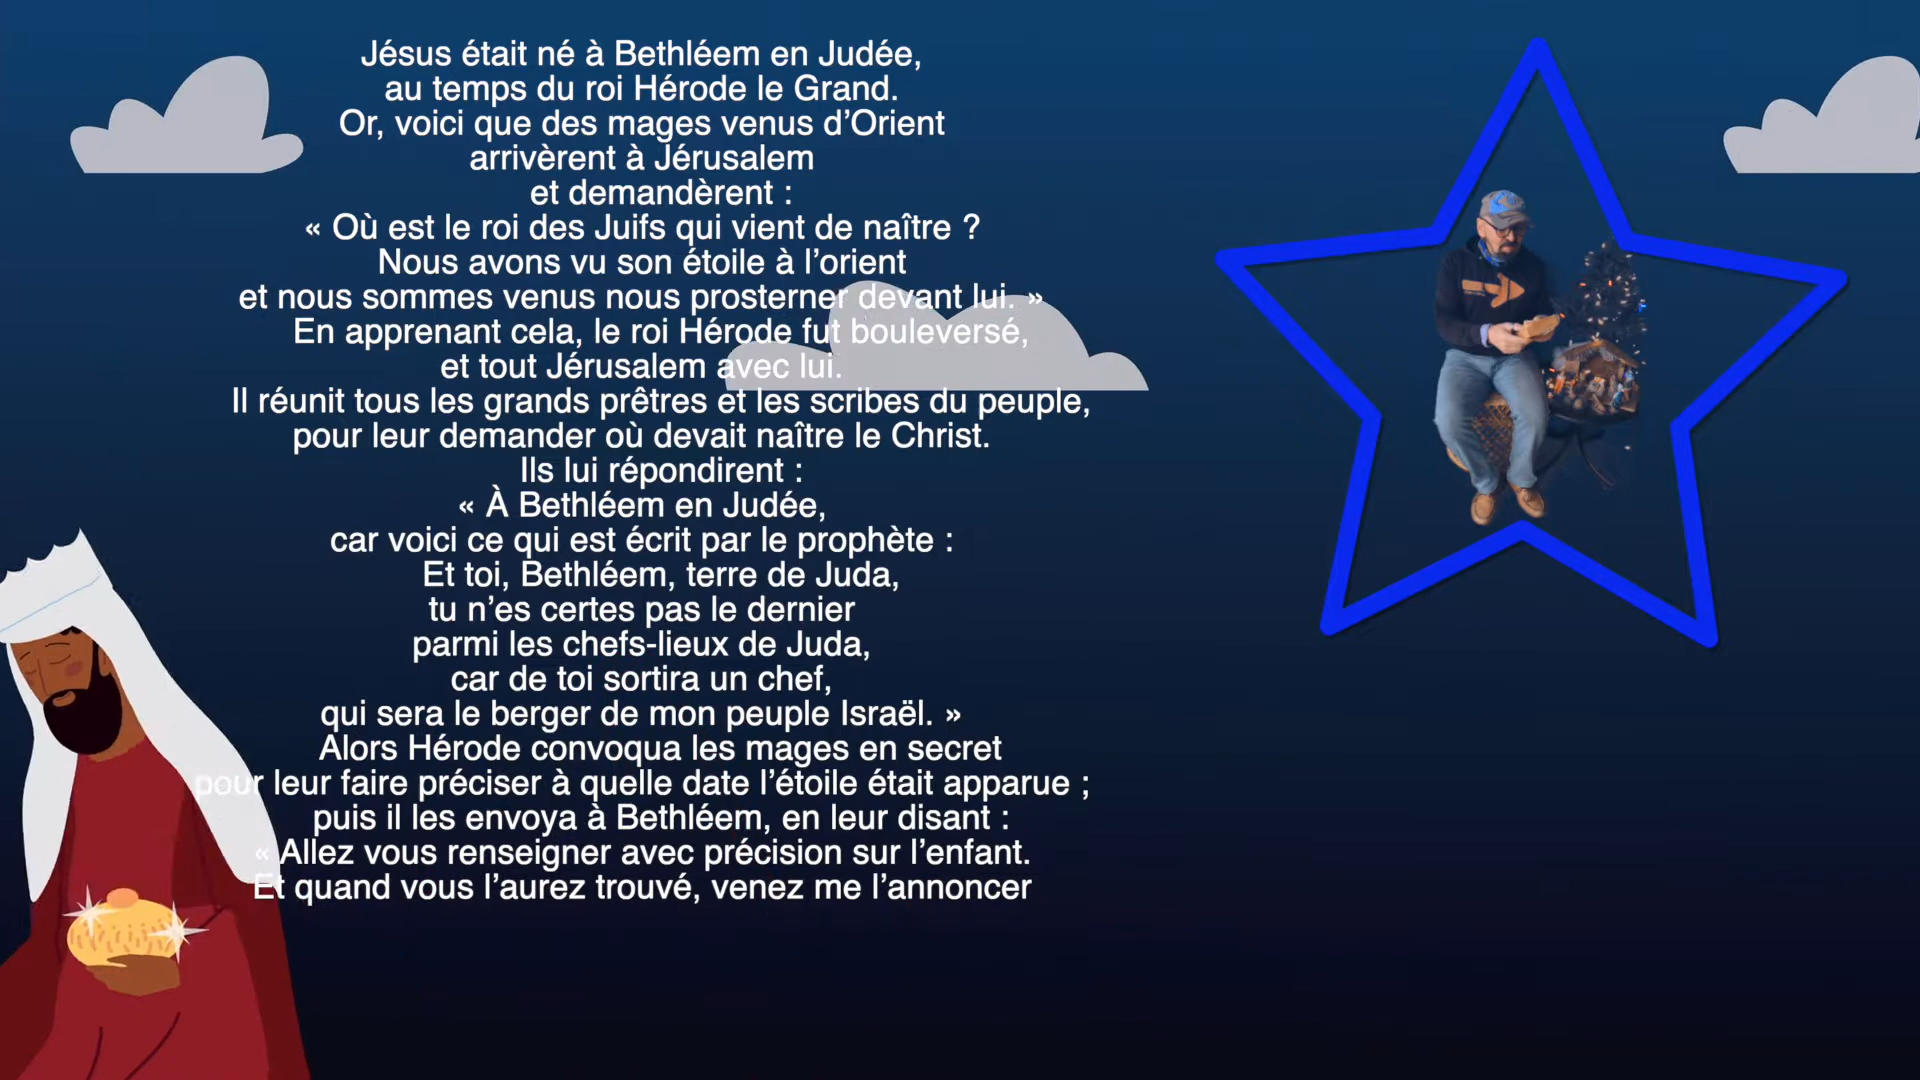 Jésus était né à Bethléem en Judée,
au temps du roi Hérode le Grand.
Or, voici que des mages venus d’Orient
arrivèrent à Jérusalem
et demandèrent :
« Où est le roi des Juifs qui vient de naître ?
Nous avons vu son étoile à l’orient
et nous sommes venus nous prosterner devant lui. »
En apprenant cela, le roi Hérode fut bouleversé,
et tout Jérusalem avec lui.
Il réunit tous les grands prêtres et les scribes du peuple,
pour leur demander où devait naître le Christ.
Ils lui répondirent :
« À Bethléem en Judée,
car voici ce qui est écrit par le prophète :
Et toi, Bethléem, terre de Juda,
tu n’es certes pas le dernier
parmi les chefs-lieux de Juda,
car de toi sortira un chef,
qui sera le berger de mon peuple Israël. »
Alors Hérode convoqua les mages en secret
pour leur faire préciser à quelle date l’étoile était apparue ;
puis il les envoya à Bethléem, en leur disant :
« Allez vous renseigner avec précision sur l’enfant.
Et quand vous l’aurez trouvé, venez me l’annoncer